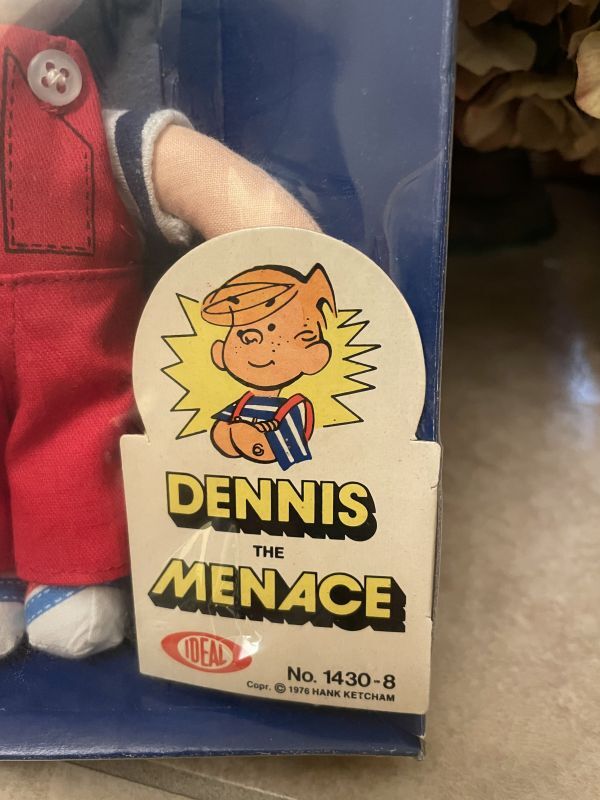 DENNIS
THE
MENACE
IDEAL
No. 1430-8
Copr. © 1976 HANK KETCHAM